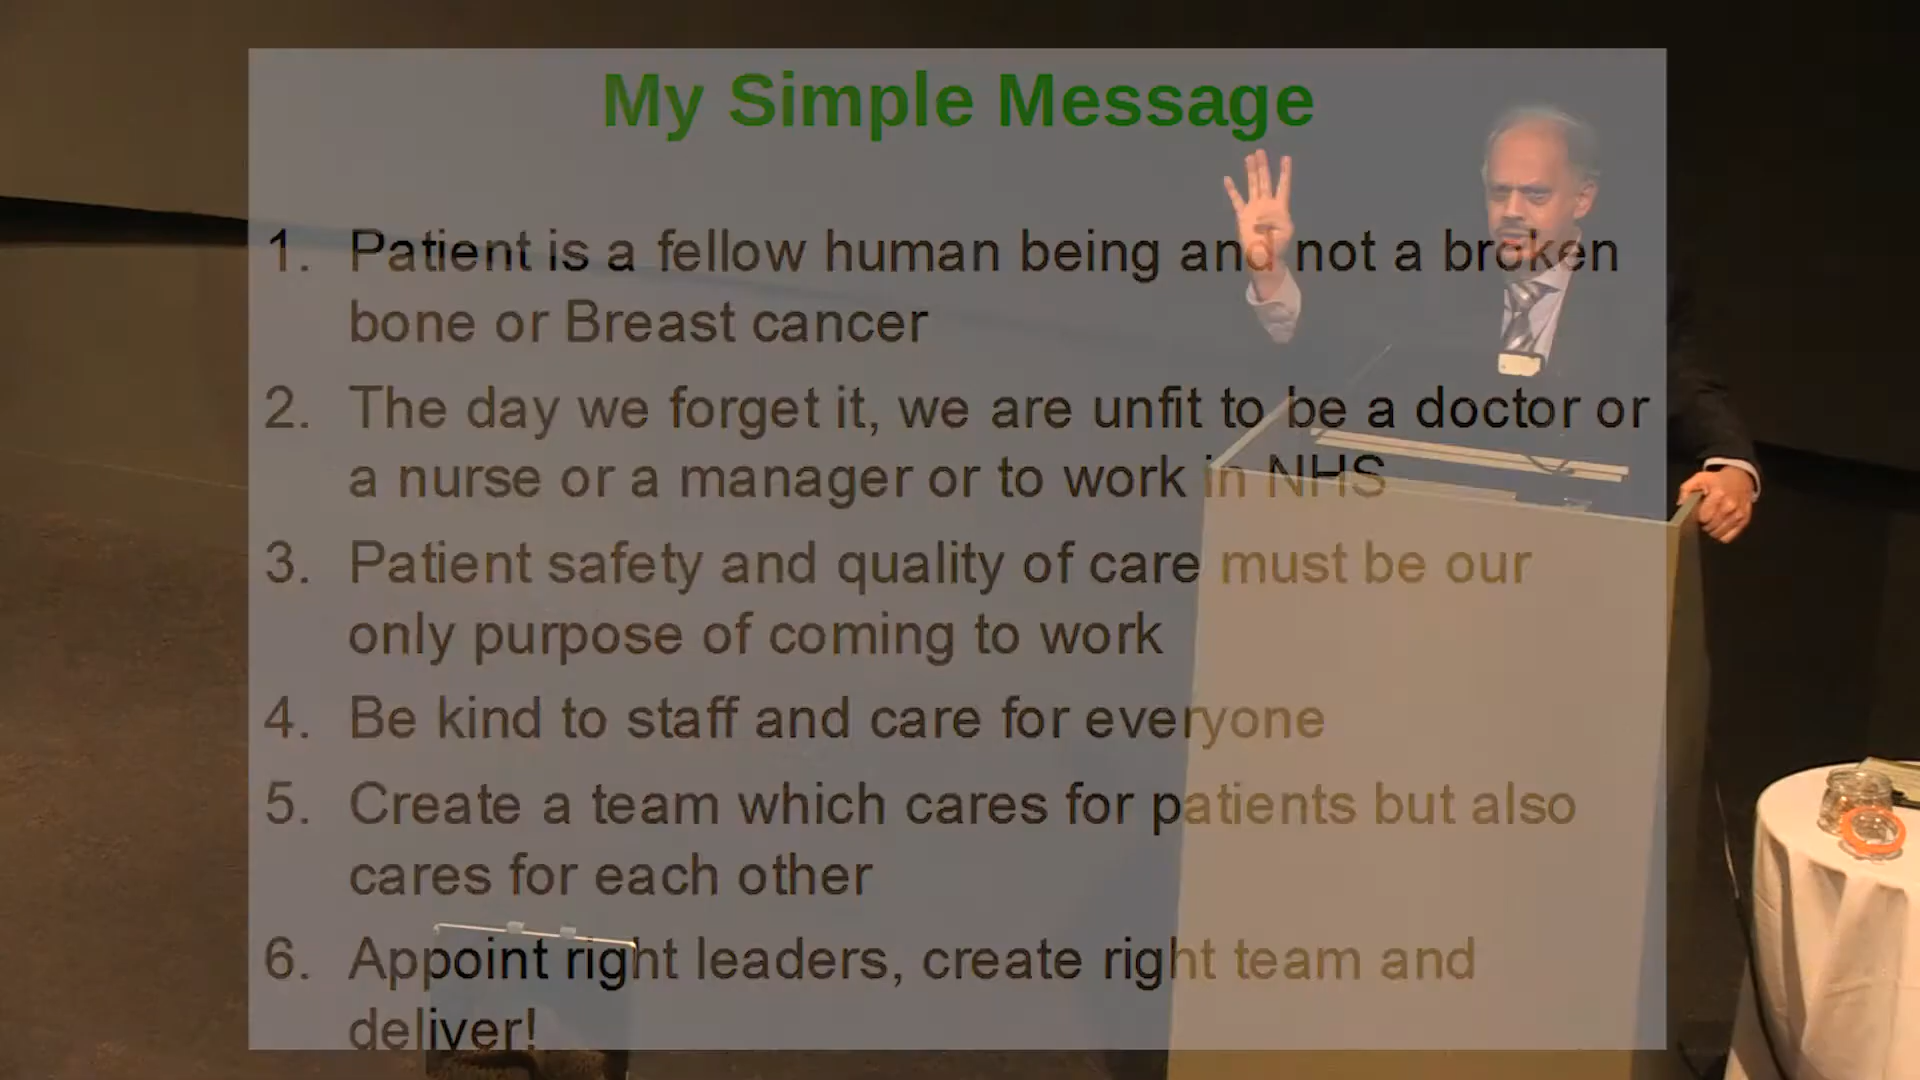 My Simple Message
1. Patient is a fellow human being and not a broken
bone or Breast cancer
2. The day we forget it, we are unfit to be a doctor or
a nurse or a manager or to work in NHS
3. Patient safety and quality of care must be our
only purpose of coming to work
4. Be kind to staff and care for everyone
5. Create a team which cares for patients but also
cares for each other
6. Appoint right leaders, create right team and
deliver!